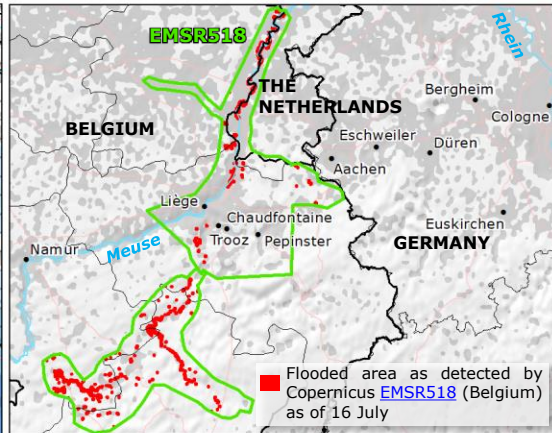 EMSR518
Rhein
THE
NETHERLANDS
Bergheim
Cologne
BELGIUM
Eschweiler
Düren
Aachen
Liège
Chaudfontaine
Euskirchen
Trooz
Pepinster
Namur
Meuse
GERMANY
Flooded area as detected by
Copernicus EMSR518 (Belgium)
as of 16 July